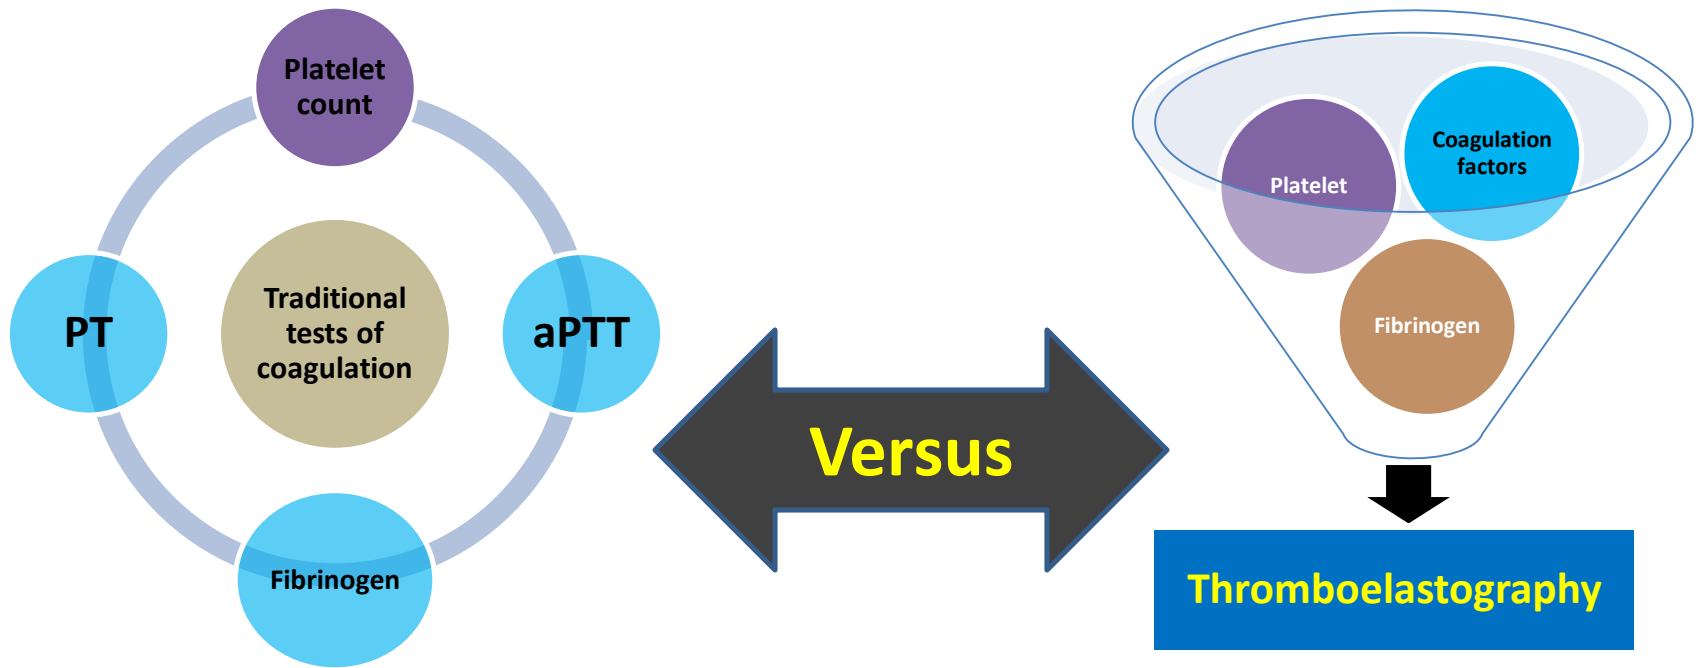 Platelet
count
PT
Traditional
tests of
coagulation
aPTT
Fibrinogen
Versus
Platelet
Coagulation
factors
Fibrinogen
Thromboelastography